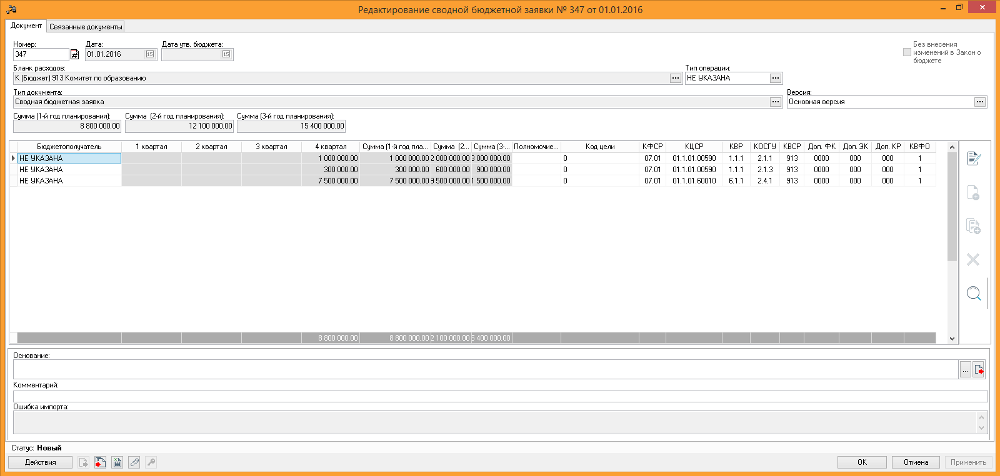 Редактирование сводной бюджетной заявки № 347 от 01.01.2016
Документ Связанные документы
Номер: Дата: Дата утв. бюджета:
347 01.01.2016
Без внесения
изменений в Закон о
бюджете
Бланк расходов: Тип операции:
К (Бюджет) 913 Комитет по образованию ... НЕ УКАЗАНА ...
Тип документа: Версия:
Сводная бюджетная заявка ... Основная версия ...
Сумма (1-й год планирования): Сумма (2-й год планирования): Сумма (3-й год планирования):
8 800 000.00 12 100 000.00 15 400 000.00
Бюджетополучатель 1 квартал 2 квартал 3 квартал 4 квартал Сумма (1-й год пла... Сумма (2... Сумма (3-... Полномочие... Код цели КФСР КЦСР КВР КОСГУ КВСР Доп. ФК Доп. ЭК Доп. КР КВФО
НЕ УКАЗАНА 1 000 000.00 1 000 000.00 2 000 000.00 3 000 000.00 0 07.01 01.1.01.00590 1.1.1 2.1.1 913 0000 000 000 1
НЕ УКАЗАНА 300 000.00 300 000.00 600 000.00 900 000.00 0 07.01 01.1.01.00590 1.1.1 2.1.3 913 0000 000 000 1
НЕ УКАЗАНА 7 500 000.00 7 500 000.00 9 500 000.00 1 500 000.00 0 07.01 01.1.01.60010 6.1.1 2.4.1 913 0000 000 000 1
8 800 000.00 8 800 000.00 2 100 000.00 5 400 000.00
Основание:
...
Комментарий:
Ошибка импорта:
Статус: Новый
Действия OK Отмена Применить